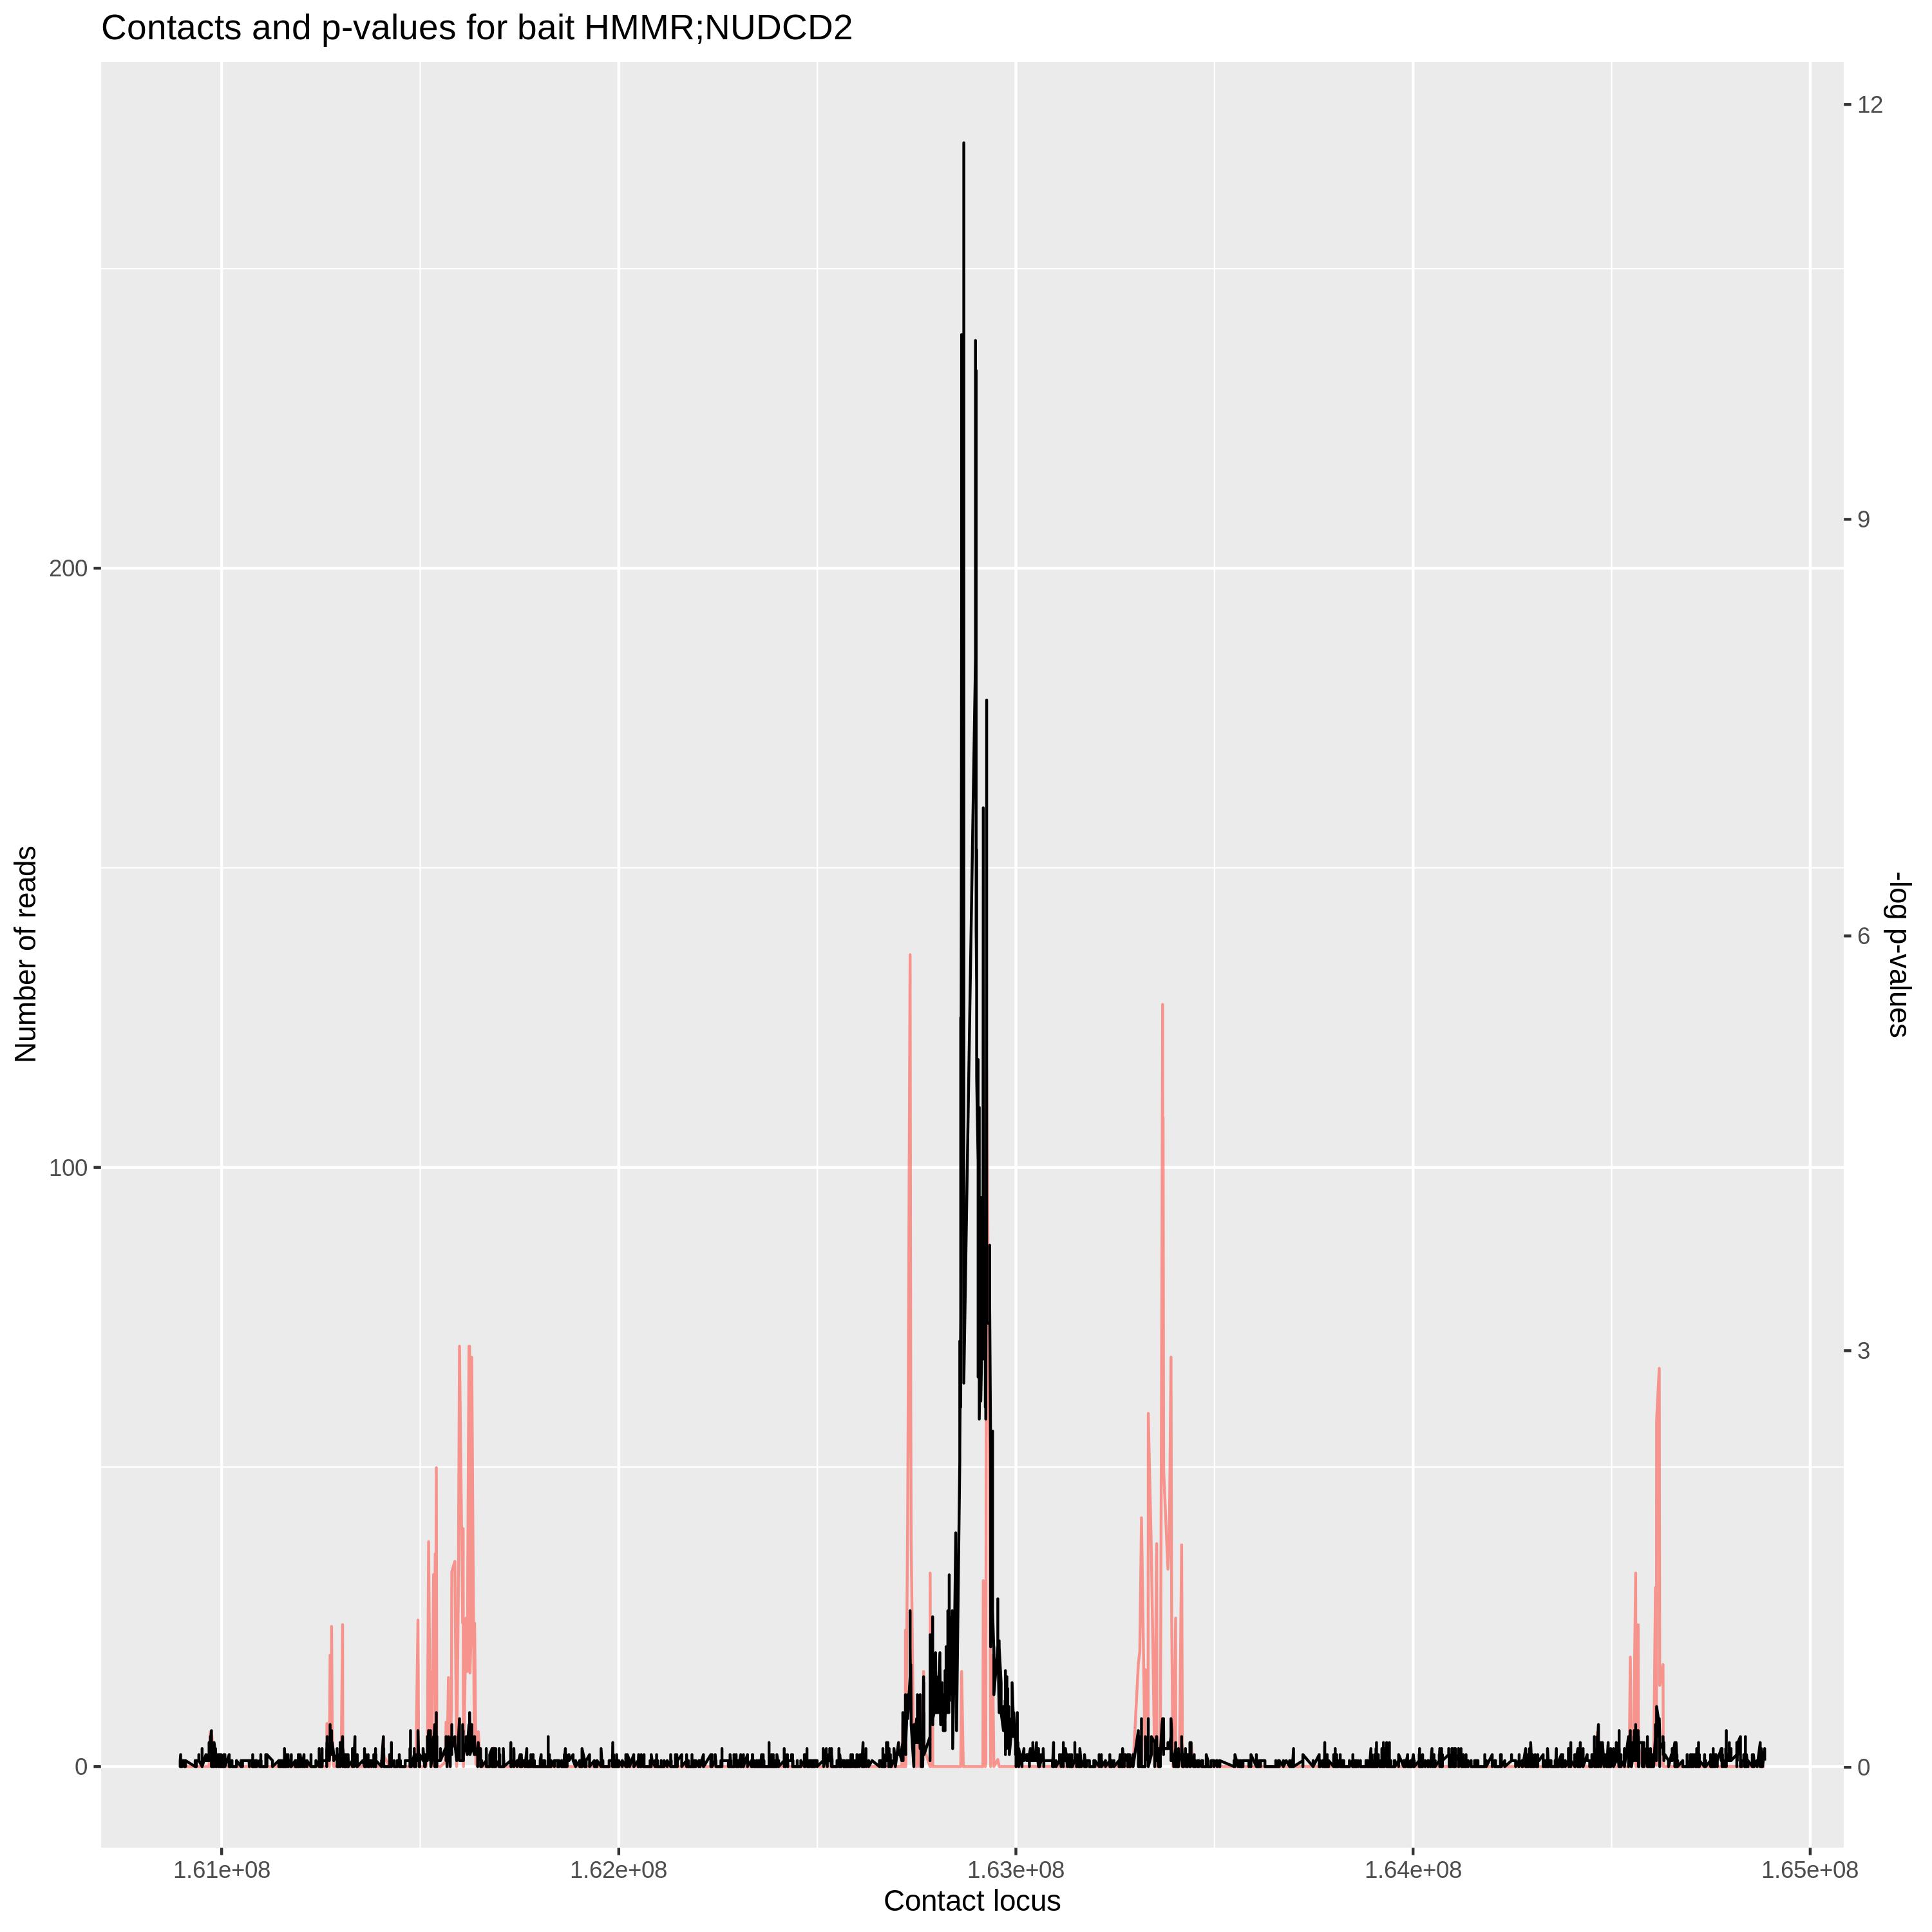 Contacts and p-values for bait HMMR;NUDCD2
Number of reads
200
100
0
12
9
6
3
0
-log p-values
1.61e+08 1.62e+08 1.63e+08 1.64e+08 1.65e+08
Contact locus